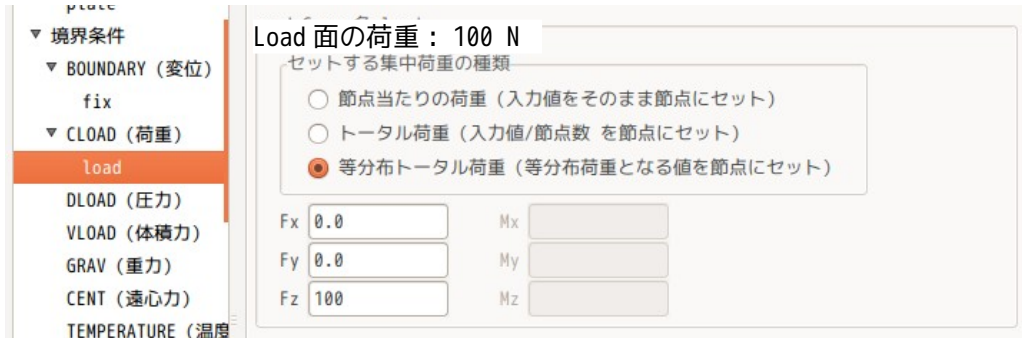 plate
▼ 境界条件
▼ BOUNDARY (変位)
fix
▼ CLOAD (荷重)
load
DLOAD (圧力)
VLOAD (体積力)
GRAV (重力)
CENT (遠心力)
TEMPERATURE (温度
Load 面の荷重: 100 N
セットする集中荷重の種類
節点当たりの荷重 (入力値をそのまま節点にセット)
トータル荷重 (入力値/節点数 を節点にセット)
等分布トータル荷重 (等分布荷重となる値を節点にセット)
Fx 0.0 Mx
Fy 0.0 My
Fz 100 Mz